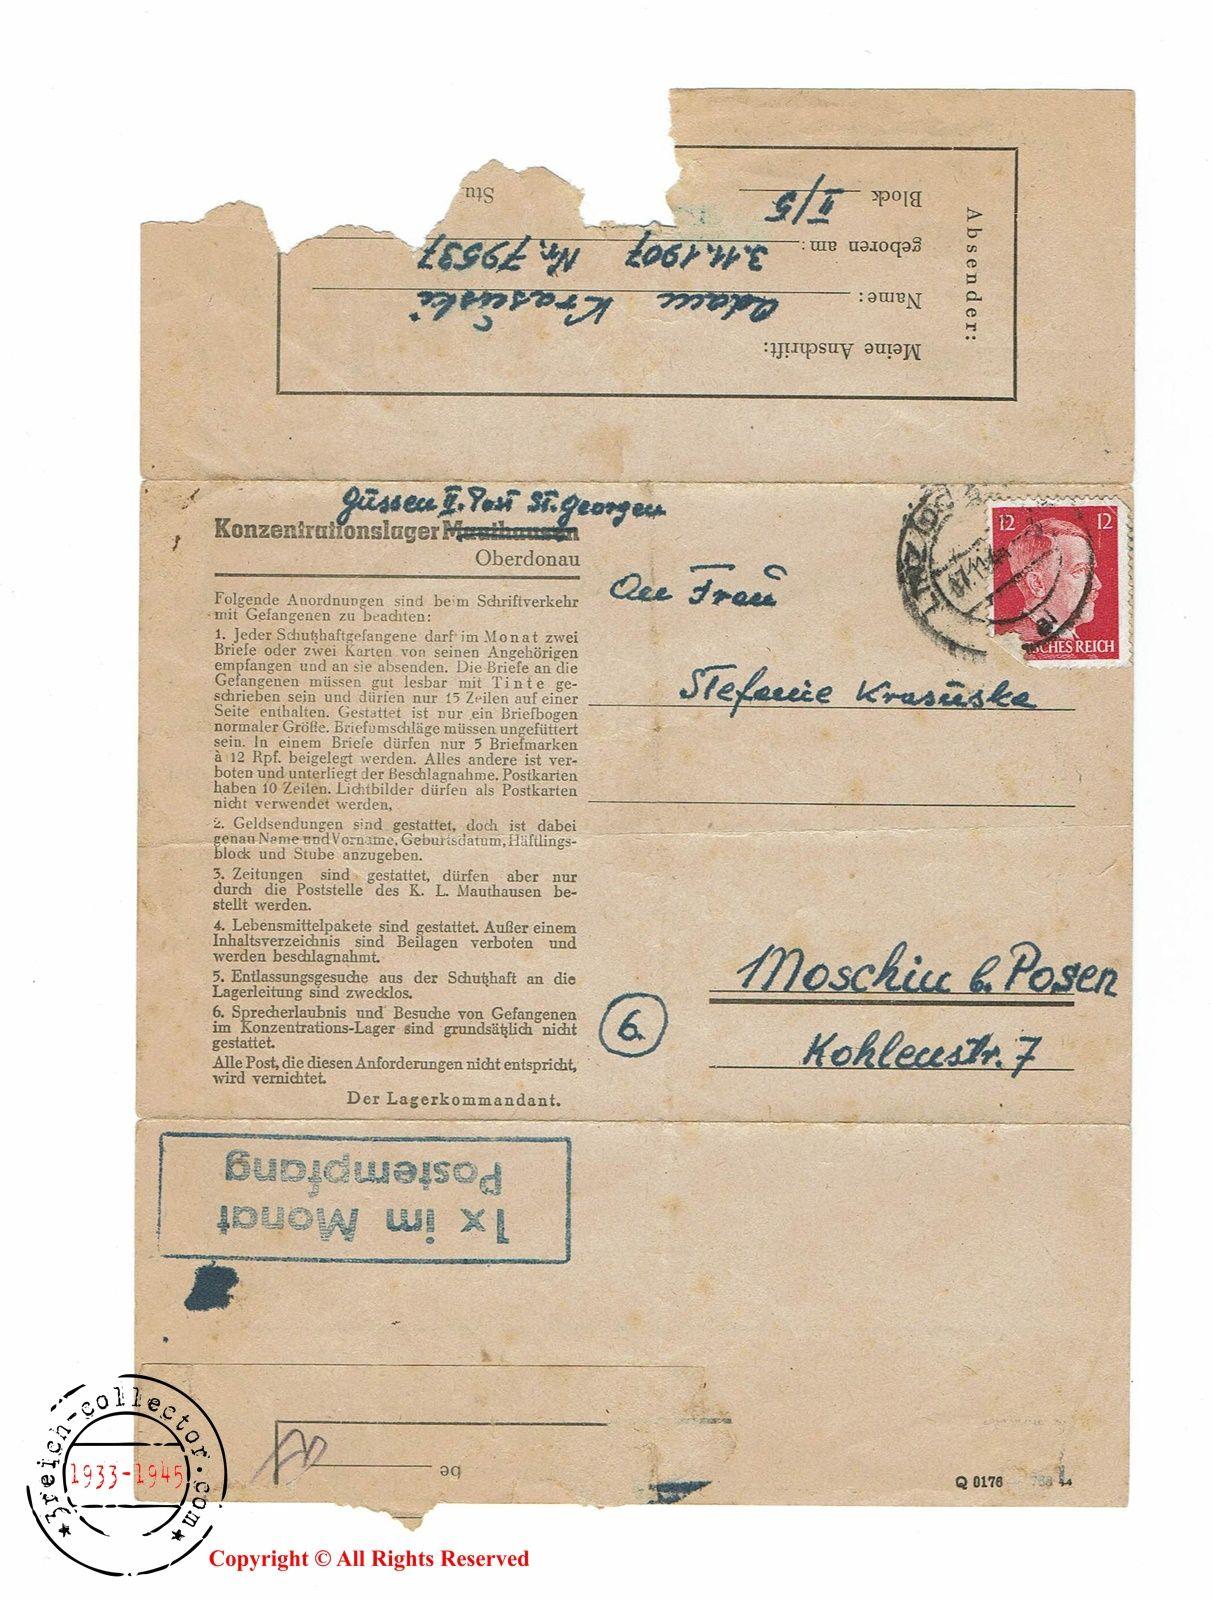 Absender:
Meine Anschrift:
Name: Adam Krasuski
geboren am: 3.11.1907 Nr. 79537
Block II/5 Stu
Gusen II. Post St. Georgen
Konzentrationslager Mauthausen
Oberdonau
Folgende Anordnungen sind beim Schriftverkehr
mit Gefangenen zu beachten:
1. Jeder Schutzhaftgefangene darf im Monat zwei
Briefe oder zwei Karten von seinen Angehörigen
empfangen und an sie absenden. Die Briefe an die
Gefangenen müssen gut lesbar mit Tinte ge-
schrieben sein und dürfen nur 15 Zeilen auf einer
Seite enthalten. Gestattet ist nur ein Briefbogen
normaler Größe. Briefumschläge müssen ungefüttert
sein. In einem Briefe dürfen nur 5 Briefmarken
à 12 Rpf. beigelegt werden. Alles andere ist ver-
boten und unterliegt der Beschlagnahme. Postkarten
haben 10 Zeilen. Lichtbilder dürfen als Postkarten
nicht verwendet werden.
2. Geldsendungen sind gestattet, doch ist dabei
genau Name und Vorname, Geburtsdatum, Häftlings-
block und Stube anzugeben.
3. Zeitungen sind gestattet, dürfen aber nur
durch die Poststelle des K. L. Mauthausen be-
stellt werden.
4. Lebensmittelpakete sind gestattet. Außer einem
Inhaltsverzeichnis sind Beilagen verboten und
werden beschlagnahmt.
5. Entlassungsgesuche aus der Schutzhaft an die
Lagerleitung sind zwecklos.
6. Sprecherlaubnis und Besuche von Gefangenen
im Konzentrations-Lager sind grundsätzlich nicht
gestattet.
Alle Post, die diesen Anforderungen nicht entspricht,
wird vernichtet.
Der Lagerkommandant.
LINZ
12 12
SCHES REICH
An Frau
Stefanie Krasuska
Moschin b. Posen
6.
Kohlenstr. 7
1x im Monat
Postempfang
be
Q 0176
3reich-collector.com
1933-1945
Copyright © All Rights Reserved